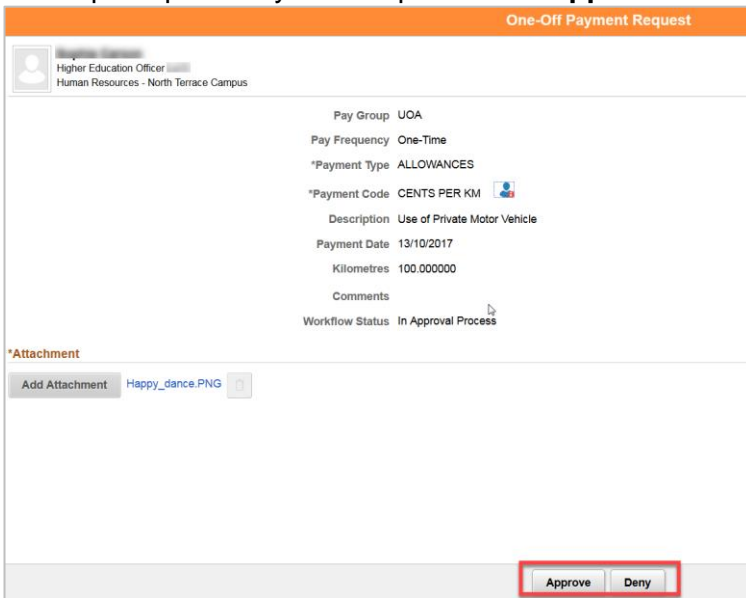 One-Off Payment Request
Higher Education Officer
Human Resources - North Terrace Campus
Pay Group UOA
Pay Frequency One-Time
*Payment Type ALLOWANCES
*Payment Code CENTS PER KM
Description Use of Private Motor Vehicle
Payment Date 13/10/2017
Kilometres 100.000000
Comments
Workflow Status In Approval Process
*Attachment
Add Attachment Happy_dance.PNG
Approve Deny